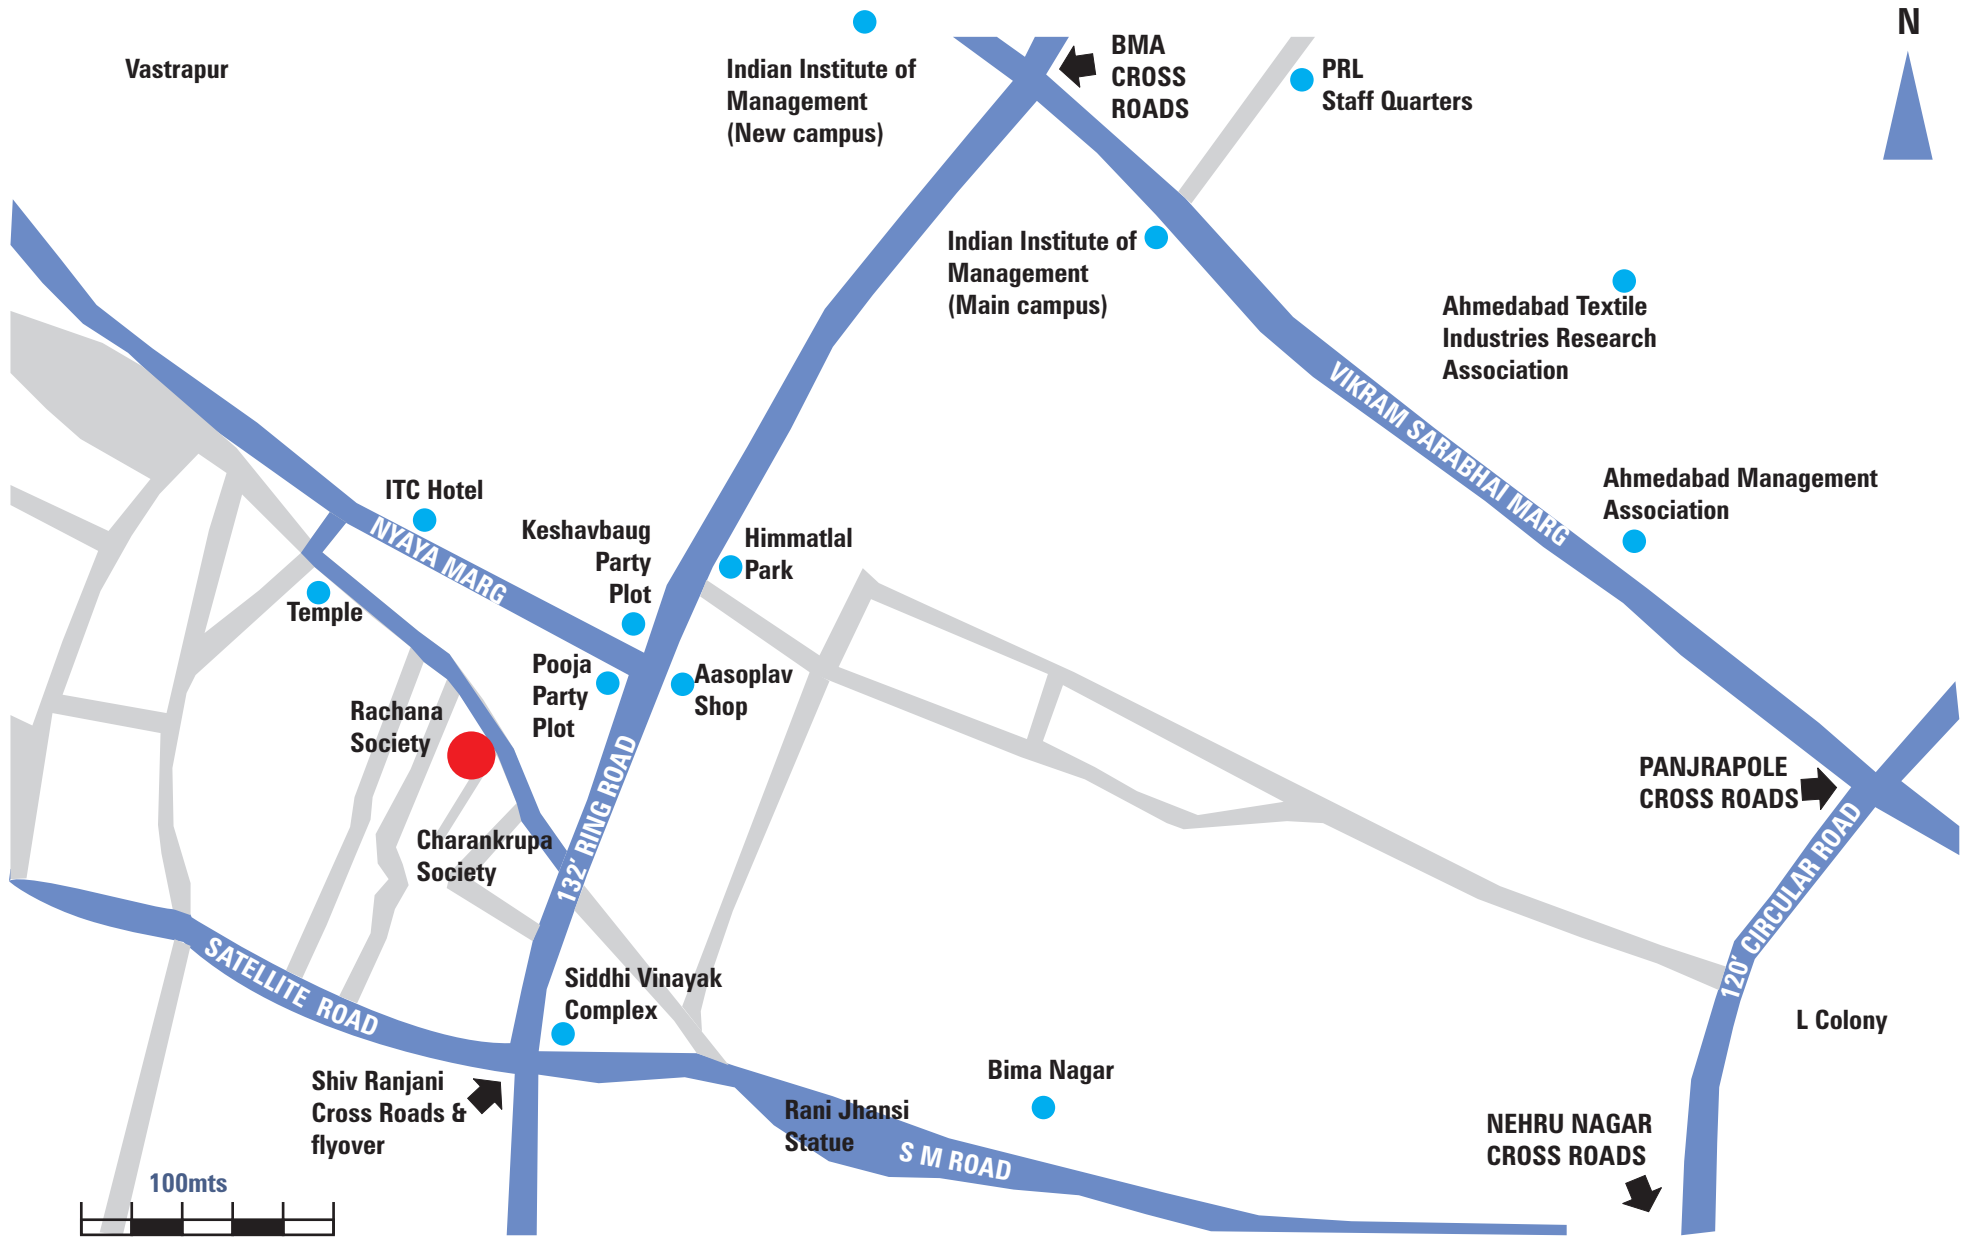 N
Vastrapur
Indian Institute of
Management
(New campus)
BMA
CROSS
ROADS
PRL
Staff Quarters
Indian Institute of
Management
(Main campus)
Ahmedabad Textile
Industries Research
Association
VIKRAM SARABHAI MARG
Ahmedabad Management
Association
ITC Hotel
NYAYA MARG
Keshavbaug
Party
Plot
Himmatlal
Park
Temple
Pooja
Party
Plot
Aasoplav
Shop
Rachana
Society
132' RING ROAD
PANJRAPOLE
CROSS ROADS
120' CIRCULAR ROAD
Charankrupa
Society
SATELLITE ROAD
Siddhi Vinayak
Complex
L Colony
Shiv Ranjani
Cross Roads &
flyover
Bima Nagar
Rani Jhansi
Statue
S M ROAD
NEHRU NAGAR
CROSS ROADS
100mts